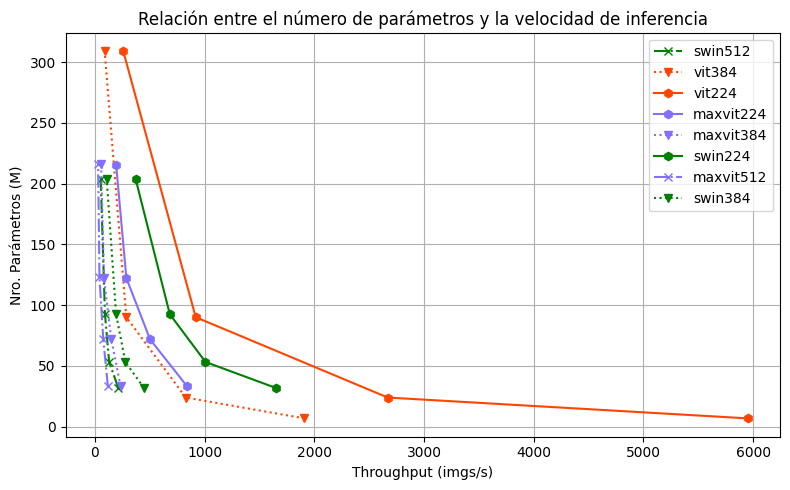 Relación entre el número de parámetros y la velocidad de inferencia
swin512
vit384
vit224
maxvit224
maxvit384
swin224
maxvit512
swin384
Nro. Parámetros (M)
300
250
200
150
100
50
0
0 1000 2000 3000 4000 5000 6000
Throughput (imgs/s)